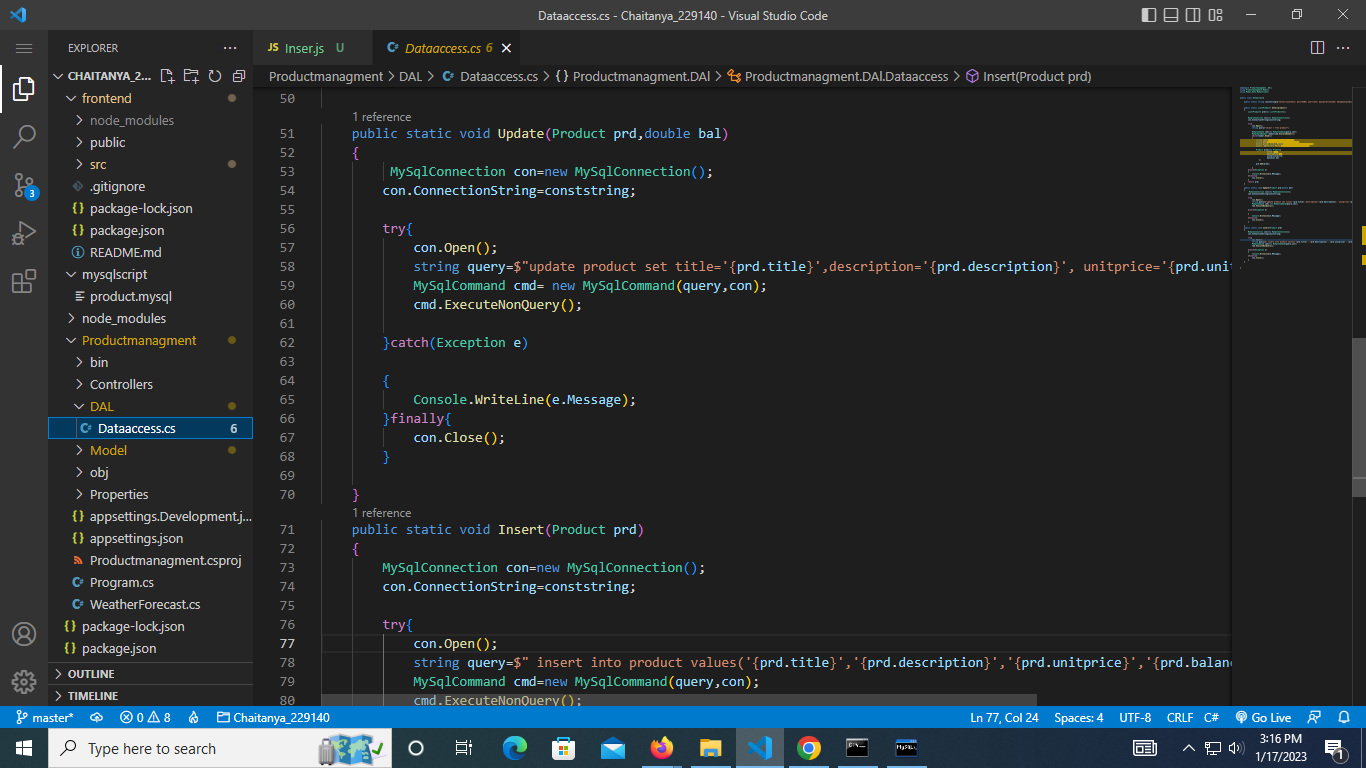 Dataaccess.cs - Chaitanya_229140 - Visual Studio Code
EXPLORER
CHAITANYA_2...
frontend
node_modules
public
src
.gitignore
package-lock.json
package.json
README.md
mysqlscript
product.mysql
node_modules
Productmanagment
bin
Controllers
DAL
Dataaccess.cs 6
Model
obj
Properties
appsettings.Development.j...
appsettings.json
Productmanagment.csproj
Program.cs
WeatherForecast.cs
package-lock.json
package.json
OUTLINE
TIMELINE
3
JS Inser.js U
Dataaccess.cs 6
Productmanagment > DAL > Dataaccess.cs > {} Productmanagment.DAl > Productmanagment.DAl.Dataaccess > Insert(Product prd)
50
1 reference
51 public static void Update(Product prd,double bal)
52 {
53 MySqlConnection con=new MySqlConnection();
54 con.ConnectionString=conststring;
55
56 try{
57 con.Open();
58 string query=$"update product set title='{prd.title}',description='{prd.description}', unitprice='{prd.unit
59 MySqlCommand cmd= new MySqlCommand(query,con);
60 cmd.ExecuteNonQuery();
61
62 }catch(Exception e)
63
64 {
65 Console.WriteLine(e.Message);
66 }finally{
67 con.Close();
68 }
69
70 }
1 reference
71 public static void Insert(Product prd)
72 {
73 MySqlConnection con=new MySqlConnection();
74 con.ConnectionString=conststring;
75
76 try{
77 con.Open();
78 string query=$" insert into product values('{prd.title}','{prd.description}','{prd.unitprice}','{prd.balan
79 MySqlCommand cmd=new MySqlCommand(query,con);
80 cmd.ExecuteNonQuery();
master* 0 8 Chaitanya_229140 Ln 77, Col 24 Spaces: 4 UTF-8 CRLF C# Go Live
Type here to search
3:16 PM
1/17/2023
1